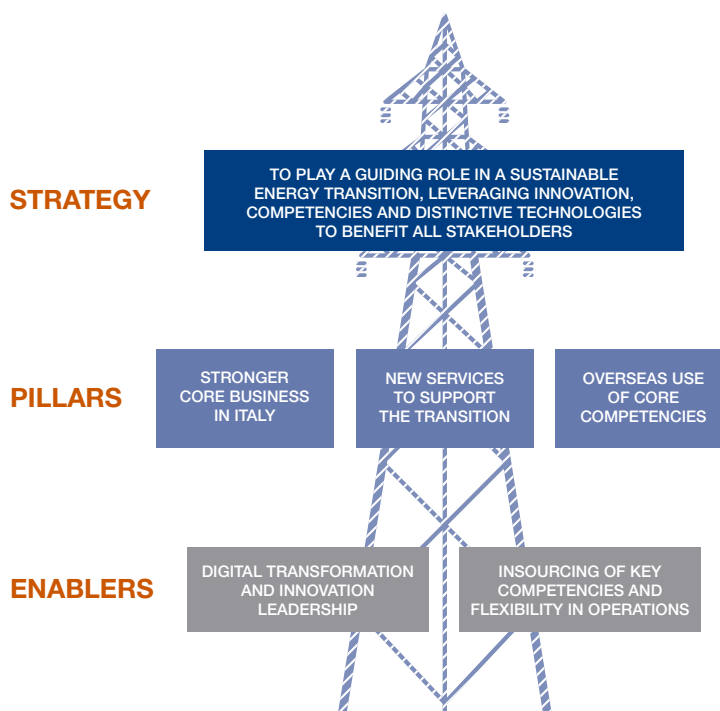 STRATEGY
TO PLAY A GUIDING ROLE IN A SUSTAINABLE
ENERGY TRANSITION, LEVERAGING INNOVATION,
COMPETENCIES AND DISTINCTIVE TECHNOLOGIES
TO BENEFIT ALL STAKEHOLDERS
PILLARS
STRONGER
CORE BUSINESS
IN ITALY
NEW SERVICES
TO SUPPORT
THE TRANSITION
OVERSEAS USE
OF CORE
COMPETENCIES
ENABLERS
DIGITAL TRANSFORMATION
AND INNOVATION
LEADERSHIP
INSOURCING OF KEY
COMPETENCIES AND
FLEXIBILITY IN OPERATIONS